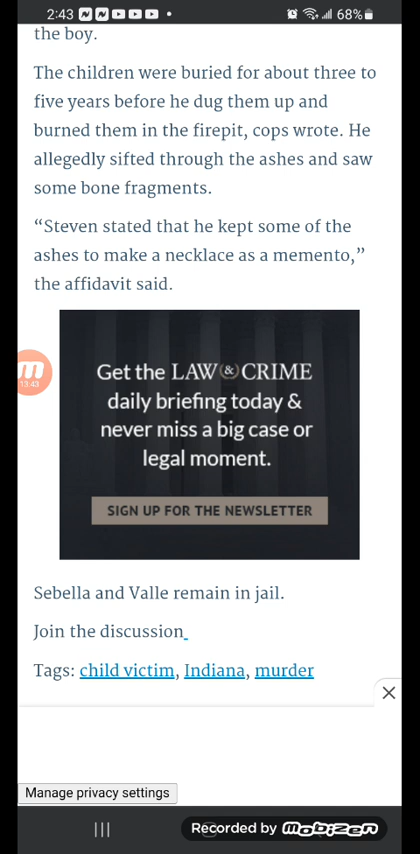 2:43
68%
the boy.
The children were buried for about three to
five years before he dug them up and
burned them in the firepit, cops wrote. He
allegedly sifted through the ashes and saw
some bone fragments.
“Steven stated that he kept some of the
ashes to make a necklace as a memento,”
the affidavit said.
13:43
Get the LAW & CRIME
daily briefing today &
never miss a big case or
legal moment.
SIGN UP FOR THE NEWSLETTER
Sebella and Valle remain in jail.
Join the discussion
Tags: child victim, Indiana, murder
Manage privacy settings
Recorded by mobizen